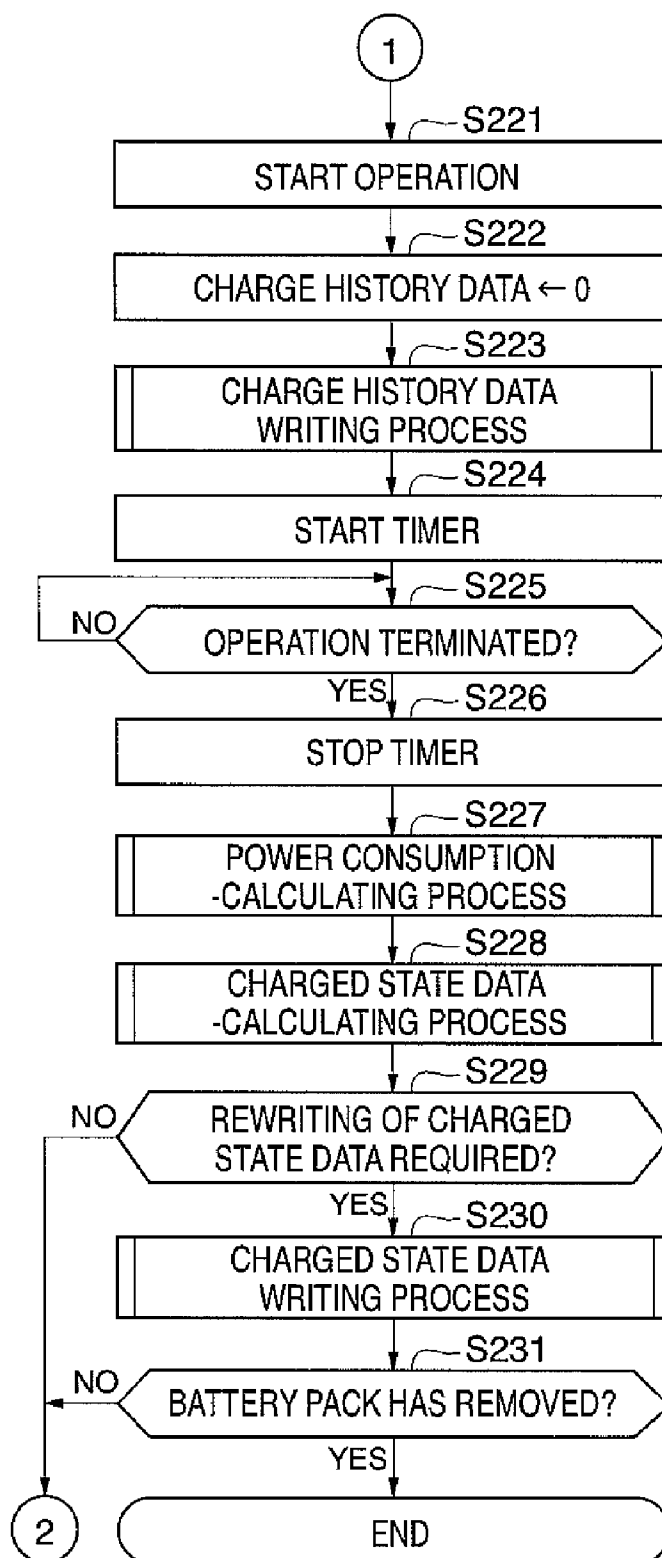 1
S221
START OPERATION
S222
CHARGE HISTORY DATA ← 0
S223
CHARGE HISTORY DATA
WRITING PROCESS
S224
START TIMER
S225
NO
OPERATION TERMINATED?
YES
S226
STOP TIMER
S227
POWER CONSUMPTION
-CALCULATING PROCESS
S228
CHARGED STATE DATA
-CALCULATING PROCESS
S229
NO
REWRITING OF CHARGED
STATE DATA REQUIRED?
YES
S230
CHARGED STATE DATA
WRITING PROCESS
S231
NO
BATTERY PACK HAS REMOVED?
YES
2
END